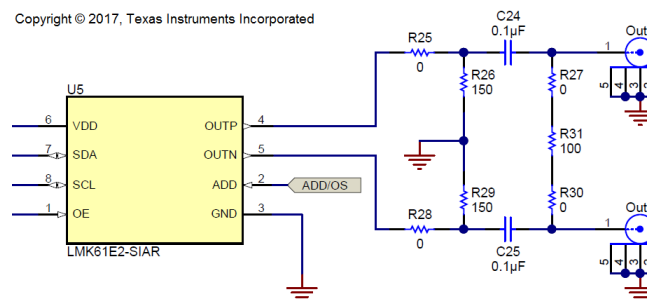 Copyright © 2017, Texas Instruments Incorporated
C24
0.1µF
R25
0
1
Out
R26
150
R27
0
5
4
3
2
U5
6
VDD
OUTP
4
7
SDA
OUTN
5
R31
100
8
SCL
ADD
2
ADD/OS
1
OE
GND
3
R29
150
R30
0
LMK61E2-SIAR
R28
0
C25
0.1µF
1
Out
5
4
3
2